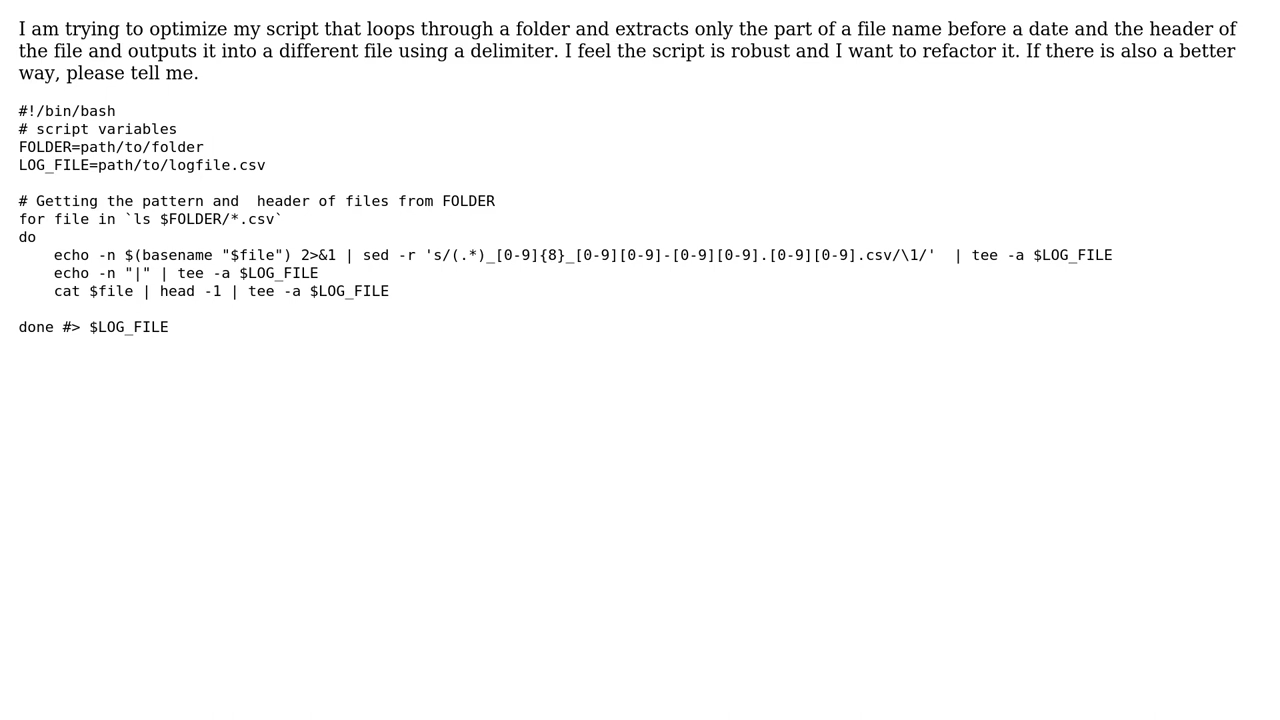 I am trying to optimize my script that loops through a folder and extracts only the part of a file name before a date and the header of
the file and outputs it into a different file using a delimiter. I feel the script is robust and I want to refactor it. If there is also a better
way, please tell me.
#!/bin/bash
# script variables
FOLDER=path/to/folder
LOG_FILE=path/to/logfile.csv
# Getting the pattern and  header of files from FOLDER
for file in `ls $FOLDER/*.csv`
do
    echo -n $(basename "$file") 2>&1 | sed -r 's/(.*)_[0-9]{8}_[0-9][0-9]-[0-9][0-9].[0-9][0-9].csv/\1/'  | tee -a $LOG_FILE
    echo -n "|" | tee -a $LOG_FILE
    cat $file | head -1 | tee -a $LOG_FILE
done #> $LOG_FILE